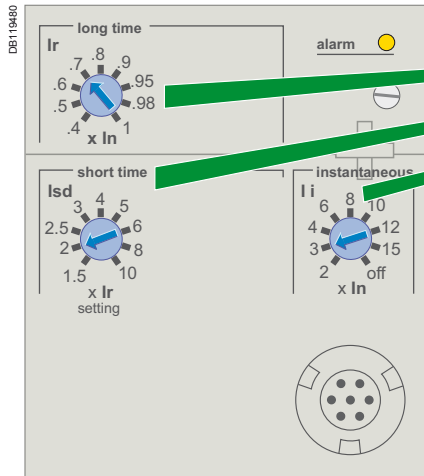 DB119480
long time
alarm
Ir
.4
.5
.6
.7
.8
.9
.95
.98
1
x In
short time
Isd
1.5
2
2.5
3
4
5
6
8
10
x Ir
setting
instantaneous
I i
2
3
4
6
8
10
12
15
off
x In